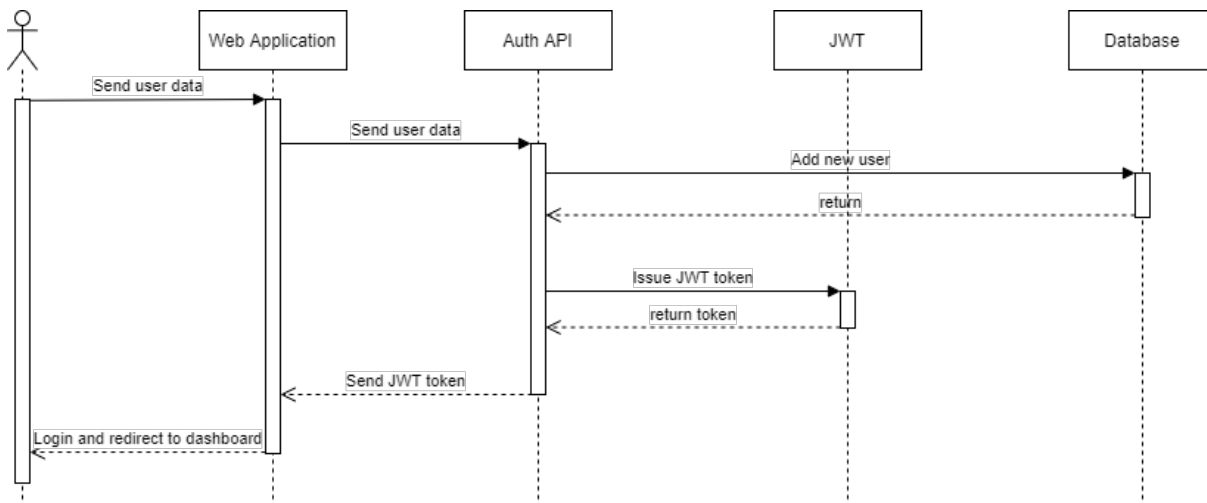 Web Application
Auth API
JWT
Database
Send user data
Send user data
Add new user
return
Issue JWT token
return token
Send JWT token
Login and redirect to dashboard